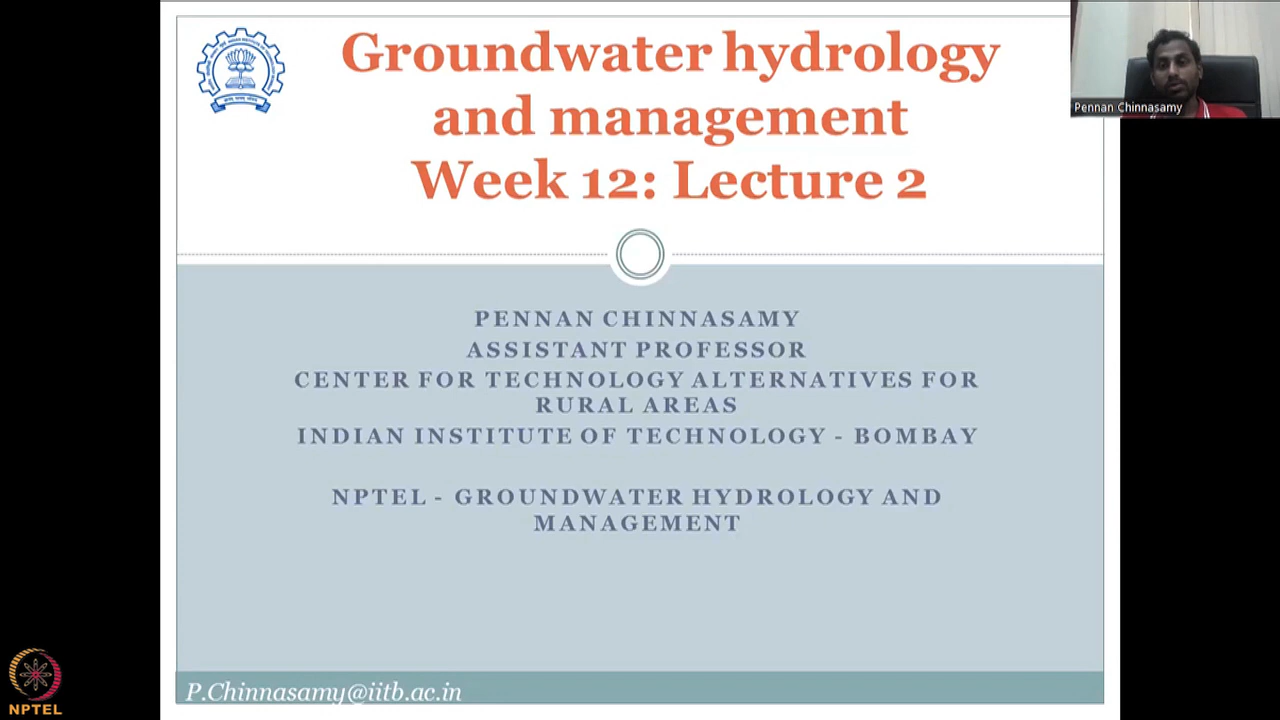 Groundwater hydrology
and management
Week 12: Lecture 2
Pennan Chinnasamy
PENNAN CHINNASAMY
ASSISTANT PROFESSOR
CENTER FOR TECHNOLOGY ALTERNATIVES FOR
RURAL AREAS
INDIAN INSTITUTE OF TECHNOLOGY - BOMBAY
NPTEL - GROUNDWATER HYDROLOGY AND
MANAGEMENT
P.Chinnasamy@iitb.ac.in
NPTEL